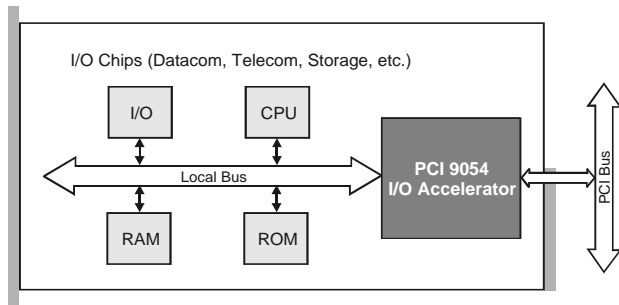 I/O Chips (Datacom, Telecom, Storage, etc.)
I/O
CPU
Local Bus
PCI 9054
I/O Accelerator
RAM
ROM
PCI Bus